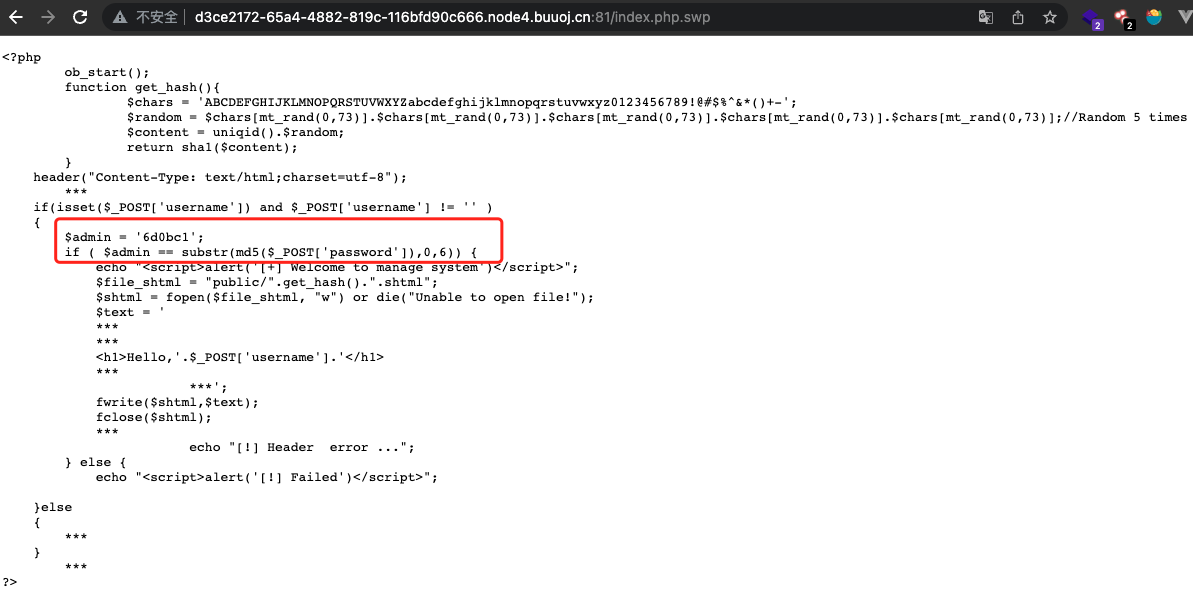 不安全 d3ce2172-65a4-4882-819c-116bfd90c666.node4.buuoj.cn:81/index.php.swp
2
2
<?php
ob_start();
function get_hash(){
$chars = 'ABCDEFGHIJKLMNOPQRSTUVWXYZabcdefghijklmnopqrstuvwxyz0123456789!@#$%^&*()+-';
$random = $chars[mt_rand(0,73)].$chars[mt_rand(0,73)].$chars[mt_rand(0,73)].$chars[mt_rand(0,73)].$chars[mt_rand(0,73)];//Random 5 times
$content = uniqid().$random;
return sha1($content);
}
header("Content-Type: text/html;charset=utf-8");
***
if(isset($_POST['username']) and $_POST['username'] != '' )
{
$admin = '6d0bc1';
if ( $admin == substr(md5($_POST['password']),0,6)) {
echo "<script>alert('[+] Welcome to manage system')</script>";
$file_shtml = "public/".get_hash().".shtml";
$shtml = fopen($file_shtml, "w") or die("Unable to open file!");
$text = '
***
***
<h1>Hello,'.$_POST['username'].'</h1>
***
***';
fwrite($shtml,$text);
fclose($shtml);
***
echo "[!] Header  error ...";
} else {
echo "<script>alert('[!] Failed')</script>";
}else
{
***
}
***
?>